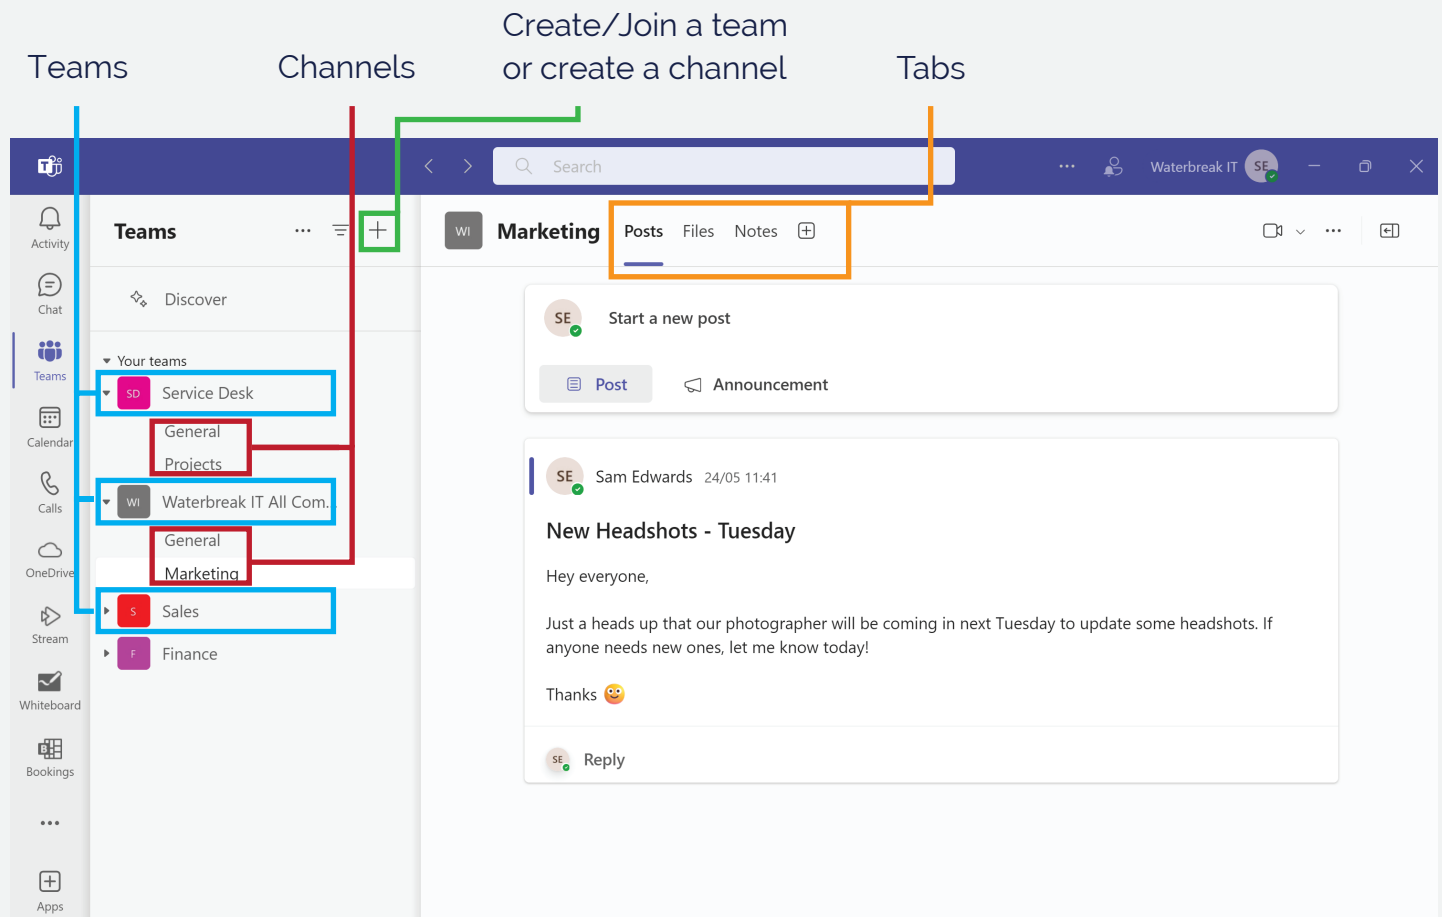 Create/Join a team
or create a channel
Teams
Channels
Tabs
Search
Waterbreak IT
SE
Activity
Chat
Teams
Calendar
Calls
OneDrive
Stream
Whiteboard
Bookings
Apps
Teams
Discover
Your teams
SD Service Desk
General
Projects
WI Waterbreak IT All Com...
General
Marketing
S Sales
F Finance
WI Marketing Posts Files Notes
SE Start a new post
Post Announcement
SE Sam Edwards 24/05 11:41
New Headshots - Tuesday
Hey everyone,
Just a heads up that our photographer will be coming in next Tuesday to update some headshots. If
anyone needs new ones, let me know today!
Thanks 
SE Reply